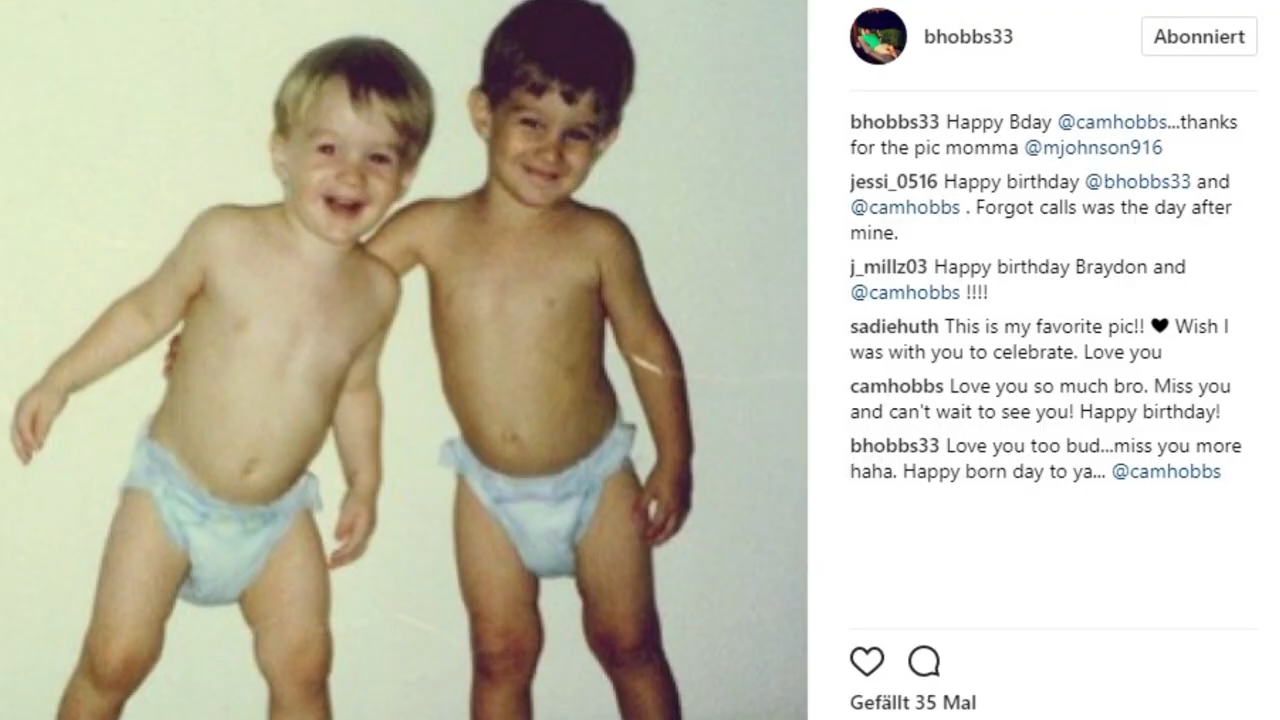 bhobbs33
Abonniert
bhobbs33 Happy Bday @camhobbs...thanks
for the pic momma @mjohnson916
jessi_0516 Happy birthday @bhobbs33 and
@camhobbs . Forgot calls was the day after
mine.
j_millz03 Happy birthday Braydon and
@camhobbs !!!!
sadiehuth This is my favorite pic!! ♥ Wish I
was with you to celebrate. Love you
camhobbs Love you so much bro. Miss you
and can't wait to see you! Happy birthday!
bhobbs33 Love you too bud...miss you more
haha. Happy born day to ya... @camhobbs
Gefällt 35 Mal